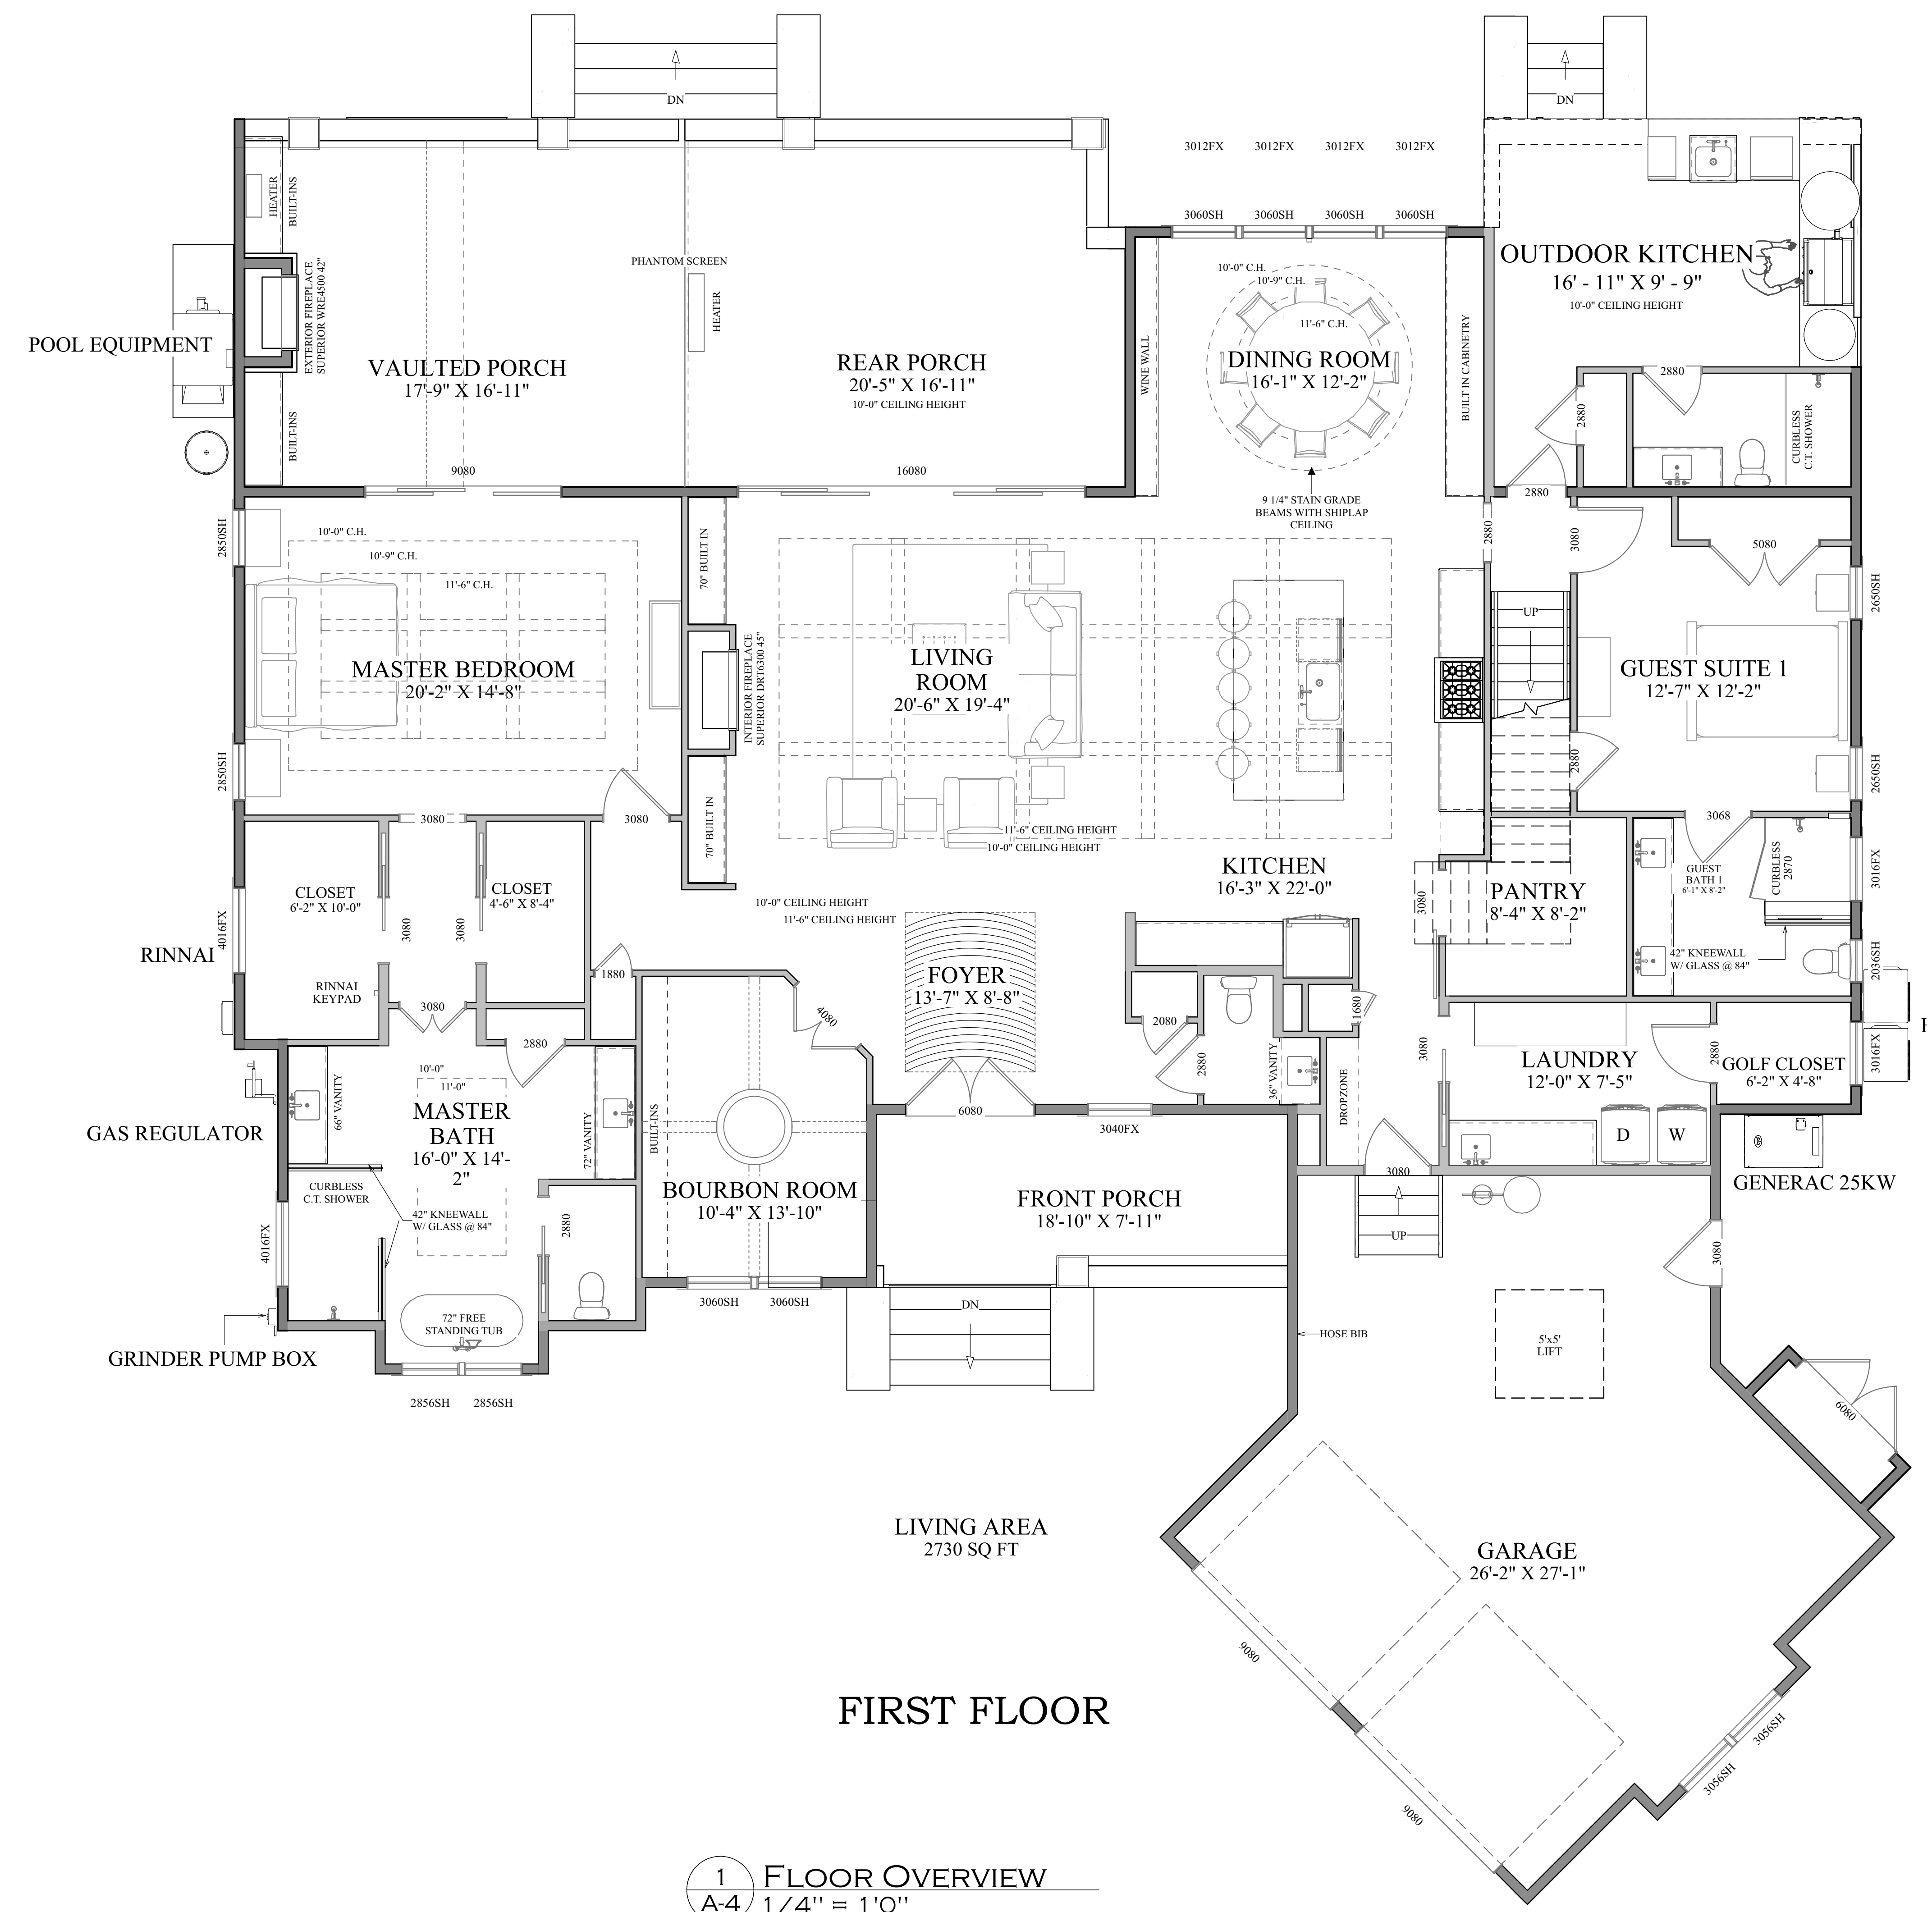 DN
DN
3012FX
3012FX
3012FX
3012FX
3060SH
3060SH
3060SH
3060SH
HEATER
BUILT-INS
EXTERIOR FIREPLACE
SUPERIOR WRE4500 42"
PHANTOM SCREEN
HEATER
10'-0" C.H.
10'-9" C.H.
11'-6" C.H.
OUTDOOR KITCHEN
16' - 11" X 9' - 9"
10'-0" CEILING HEIGHT
POOL EQUIPMENT
VAULTED PORCH
17'-9" X 16'-11"
REAR PORCH
20'-5" X 16'-11"
10'-0" CEILING HEIGHT
WINE WALL
DINING ROOM
16'-1" X 12'-2"
BUILT IN CABINETRY
2880
2880
CURBLESS
C.T. SHOWER
BUILT-INS
9080
16080
2880
9 1/4" STAIN GRADE
BEAMS WITH SHIPLAP
CEILING
2850SH
10'-0" C.H.
10'-9" C.H.
11'-6" C.H.
70" BUILT IN
2880
3080
5080
2650SH
UP
MASTER BEDROOM
20'-2" X 14'-8"
INTERIOR FIREPLACE
SUPERIOR DRT6300 45"
LIVING
ROOM
20'-6" X 19'-4"
GUEST SUITE 1
12'-7" X 12'-2"
2850SH
2880
2650SH
3080
3080
70" BUILT IN
11'-6" CEILING HEIGHT
10'-0" CEILING HEIGHT
3068
KITCHEN
16'-3" X 22'-0"
CLOSET
6'-2" X 10'-0"
CLOSET
4'-6" X 8'-4"
10'-0" CEILING HEIGHT
11'-6" CEILING HEIGHT
3080
PANTRY
8'-4" X 8'-2"
GUEST
BATH 1
6'-1" X 8'-2"
CURBLESS
2870
3016FX
4016FX
3080
3080
RINNAI
RINNAI
KEYPAD
1880
FOYER
13'-7" X 8'-8"
42" KNEEWALL
W/ GLASS @ 84"
2036SH
3080
4080
2080
1680
2880
10'-0"
11'-0"
66" VANITY
2880
36" VANITY
DROPZONE
3080
LAUNDRY
12'-0" X 7'-5"
2880
GOLF CLOSET
6'-2" X 4'-8"
3016FX
GAS REGULATOR
MASTER
BATH
16'-0" X 14'-
2"
72" VANITY
BUILT-INS
6080
3040FX
D
W
CURBLESS
C.T. SHOWER
42" KNEEWALL
W/ GLASS @ 84"
BOURBON ROOM
10'-4" X 13'-10"
FRONT PORCH
18'-10" X 7'-11"
3080
GENERAC 25KW
4016FX
2880
UP
3080
3060SH
3060SH
DN
72" FREE
STANDING TUB
HOSE BIB
5'x5'
LIFT
GRINDER PUMP BOX
2856SH
2856SH
6080
LIVING AREA
2730 SQ FT
GARAGE
26'-2" X 27'-1"
9080
FIRST FLOOR
3056SH
3056SH
9080
1
A-4
FLOOR OVERVIEW
1/4" = 1'0"